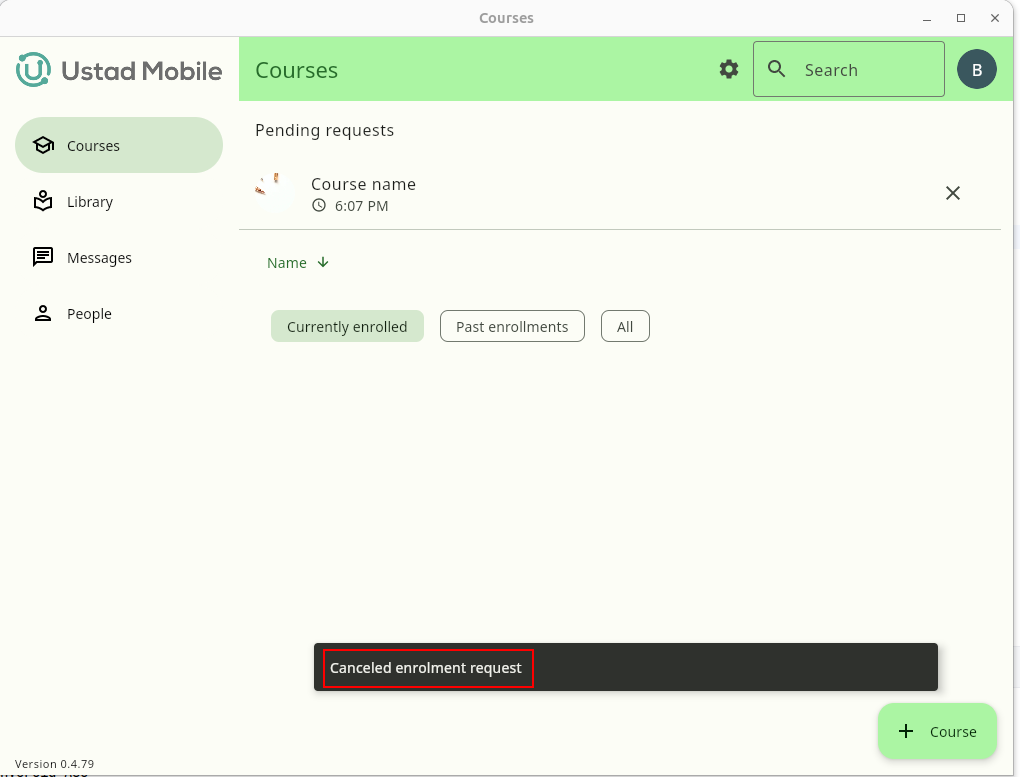 Courses
Ustad Mobile
Courses
Search
B
Courses
Library
Messages
People
Pending requests
Course name
6:07 PM
Name
Currently enrolled
Past enrollments
All
Canceled enrolment request
Course
Version 0.4.79